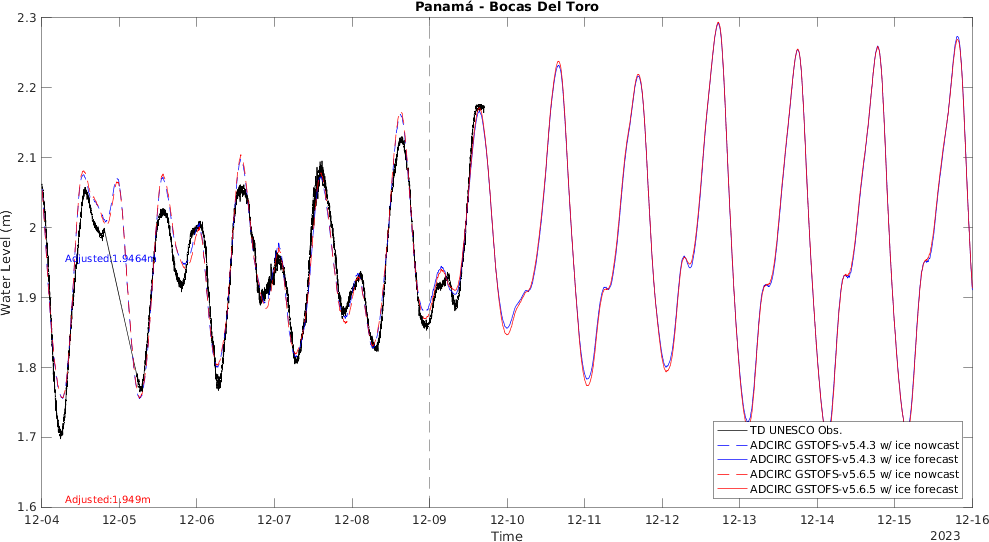 Panamá - Bocas Del Toro
2.3
2.2
2.1
2
1.9
1.8
1.7
1.6
Water Level (m)
Adjusted:1.9464m
Adjusted:1.949m
TD UNESCO Obs.
ADCIRC GSTOFS-v5.4.3 w/ ice nowcast
ADCIRC GSTOFS-v5.4.3 w/ ice forecast
ADCIRC GSTOFS-v5.6.5 w/ ice nowcast
ADCIRC GSTOFS-v5.6.5 w/ ice forecast
12-04 12-05 12-06 12-07 12-08 12-09 12-10 12-11 12-12 12-13 12-14 12-15 12-16
Time
2023